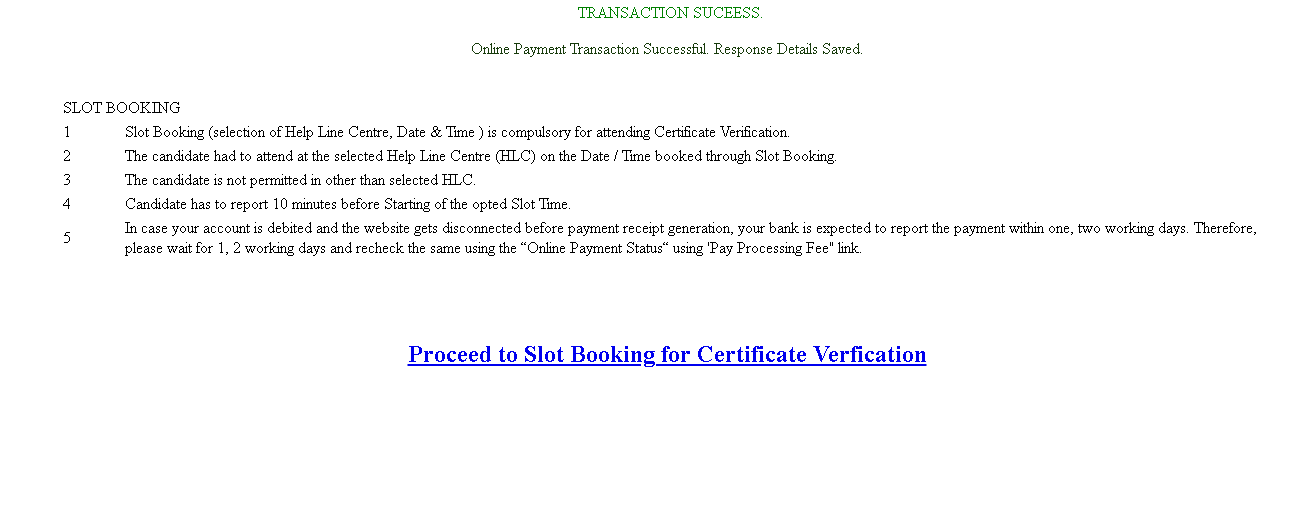 TRANSACTION SUCEESS.
Online Payment Transaction Successful. Response Details Saved.
SLOT BOOKING
1 Slot Booking (selection of Help Line Centre, Date & Time ) is compulsory for attending Certificate Verification.
2 The candidate had to attend at the selected Help Line Centre (HLC) on the Date / Time booked through Slot Booking.
3 The candidate is not permitted in other than selected HLC.
4 Candidate has to report 10 minutes before Starting of the opted Slot Time.
5 In case your account is debited and the website gets disconnected before payment receipt generation, your bank is expected to report the payment within one, two working days. Therefore,
please wait for 1, 2 working days and recheck the same using the “Online Payment Status“ using 'Pay Processing Fee" link.
Proceed to Slot Booking for Certificate Verfication